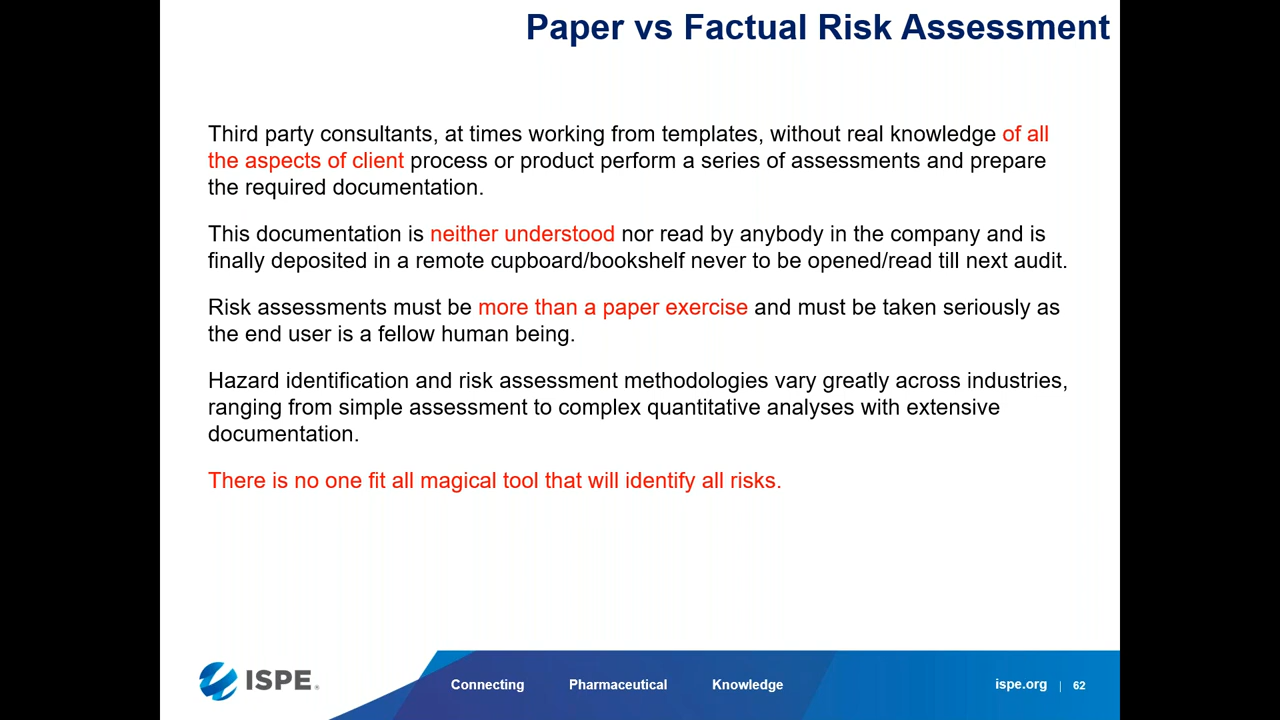 Paper vs Factual Risk Assessment
Third party consultants, at times working from templates, without real knowledge of all
the aspects of client process or product perform a series of assessments and prepare
the required documentation.
This documentation is neither understood nor read by anybody in the company and is
finally deposited in a remote cupboard/bookshelf never to be opened/read till next audit.
Risk assessments must be more than a paper exercise and must be taken seriously as
the end user is a fellow human being.
Hazard identification and risk assessment methodologies vary greatly across industries,
ranging from simple assessment to complex quantitative analyses with extensive
documentation.
There is no one fit all magical tool that will identify all risks.
ISPE®
Connecting Pharmaceutical Knowledge
ispe.org | 62